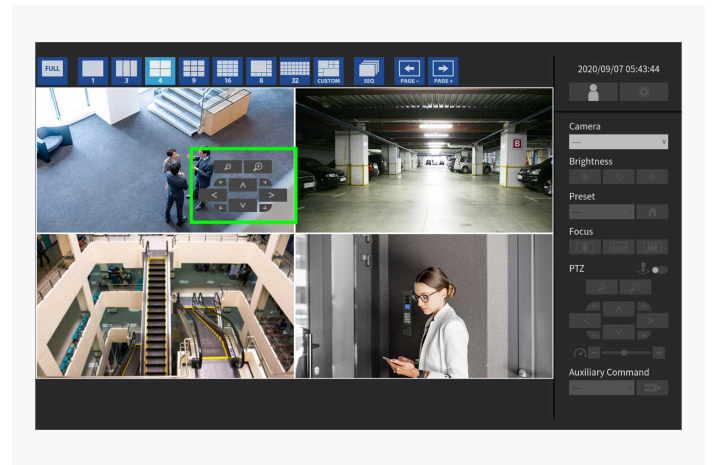 FULL
1
3
4
9
16
8
32
CUSTOM
SEQ
PAGE−
PAGE+
2020/09/07 05:43:44
Camera
---
Brightness
Preset
---
Focus
PTZ
Auxiliary Command
---
B